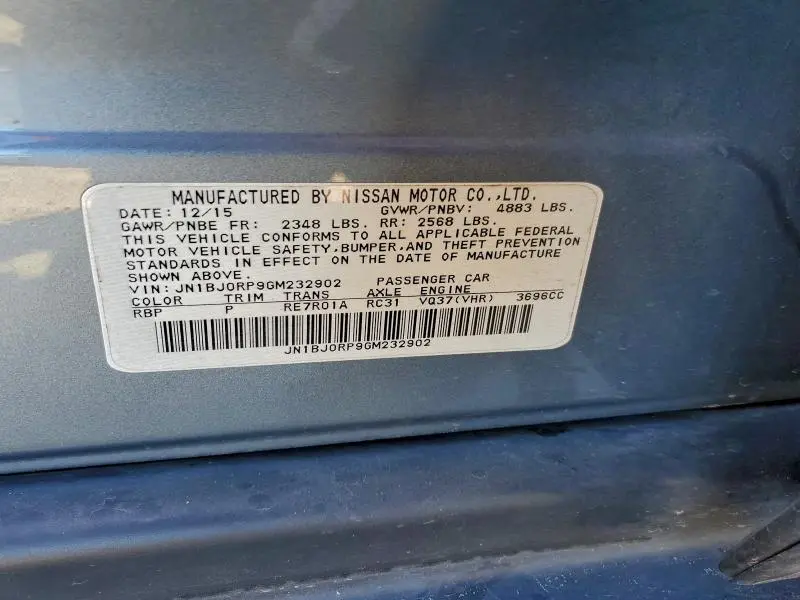 MANUFACTURED BY NISSAN MOTOR CO.,LTD.
DATE: 12/15 GVWR/PNBV: 4883 LBS.
GAWR/PNBE FR: 2348 LBS. RR: 2568 LBS.
THIS VEHICLE CONFORMS TO ALL APPLICABLE FEDERAL
MOTOR VEHICLE SAFETY,BUMPER,AND THEFT PREVENTION
STANDARDS IN EFFECT ON THE DATE OF MANUFACTURE
SHOWN ABOVE.
VIN: JN1BJ0RP9GM232902 PASSENGER CAR
COLOR TRIM TRANS AXLE ENGINE
RBP P RE7R01A RC31 VQ37(VHR) 3696CC
JN1BJ0RP9GM232902